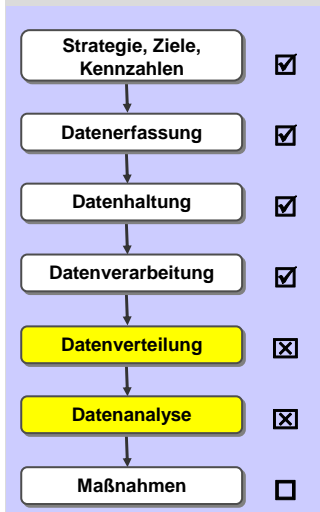 Strategie, Ziele,
Kennzahlen
Datenerfassung
Datenhaltung
Datenverarbeitung
Datenverteilung
Datenanalyse
Maßnahmen